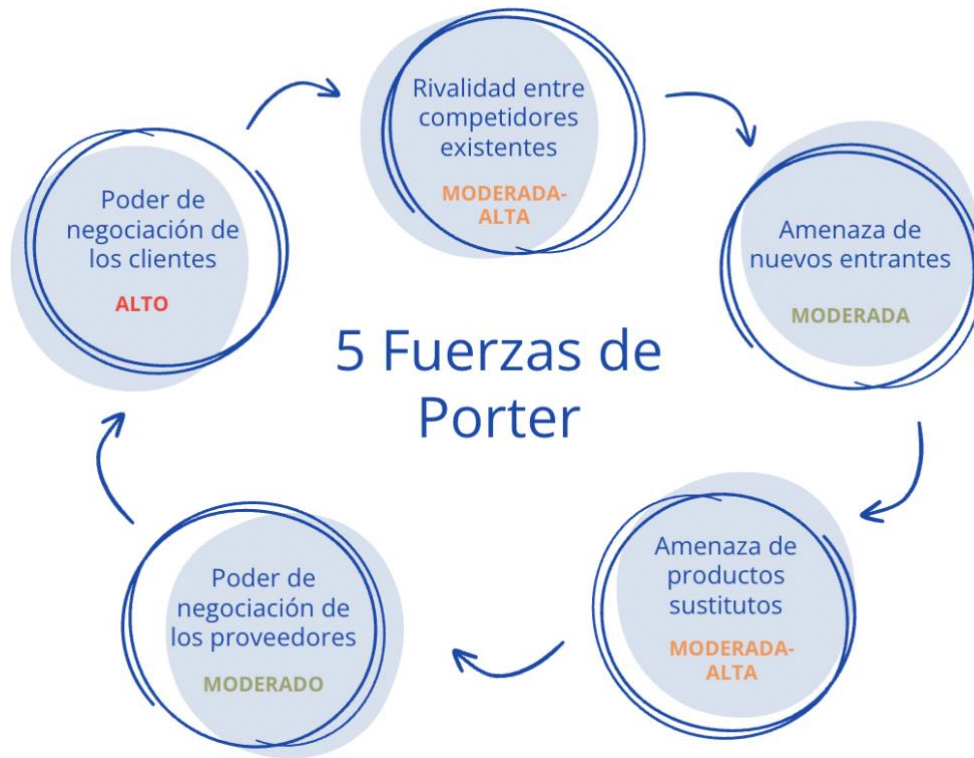 Rivalidad entre
competidores
existentes
MODERADA-
ALTA
Amenaza de
nuevos entrantes
MODERADA
Amenaza de
productos
sustitutos
MODERADA-
ALTA
Poder de
negociación de
los proveedores
MODERADO
Poder de
negociación de
los clientes
ALTO
5 Fuerzas de
Porter